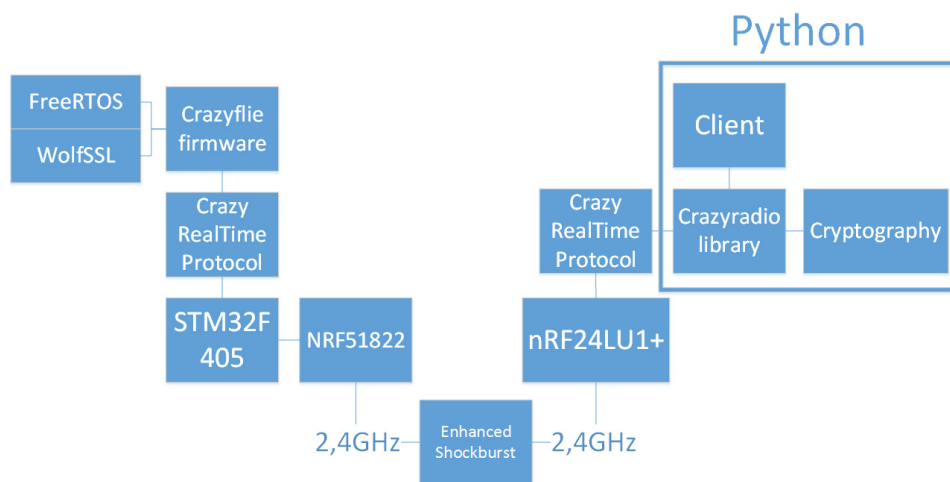 Python
FreeRTOS
WolfSSL
Crazyflie
firmware
Client
Crazy
RealTime
Protocol
Crazy
RealTime
Protocol
Crazyradio
library
Cryptography
STM32F
405
NRF51822
nRF24LU1+
2,4GHz
Enhanced
Shockburst
2,4GHz